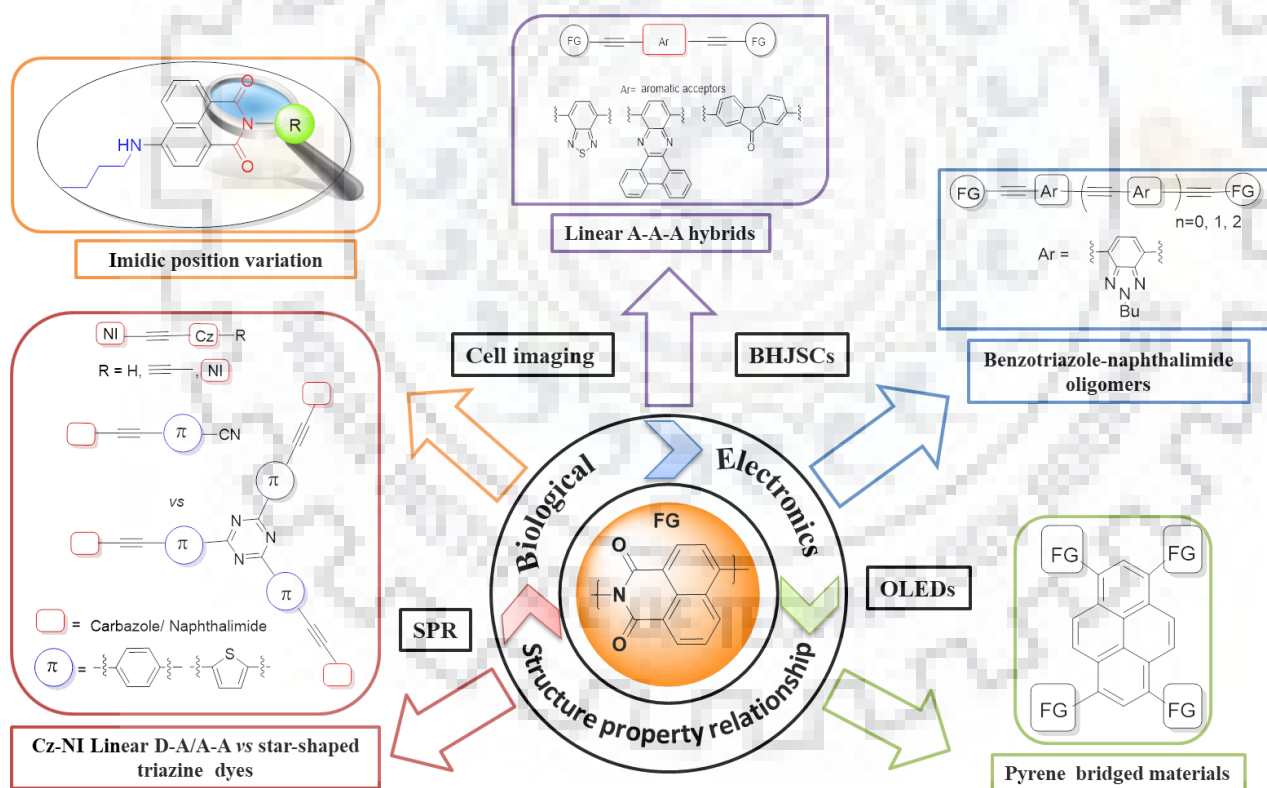 O
N
R
O
HN
Imidic position variation
FG
Ar
FG
Ar= aromatic acceptors
N
S
N
N
N
O
Linear A-A-A hybrids
FG
Ar
Ar
FG
n=0, 1, 2
Ar =
N
N
N
Bu
Benzotriazole-naphthalimide
oligomers
NI
Cz
R
R = H,
,
NI
π
CN
π
vs
π
N
N
N
π
= Carbazole/ Naphthalimide
π
=
S
Cz-NI Linear D-A/A-A vs star-shaped
triazine dyes
Cell imaging
BHJSCs
SPR
OLEDs
Biological
Electronics
Structure property relationship
FG
O
N
O
FG
FG
FG
FG
Pyrene bridged materials